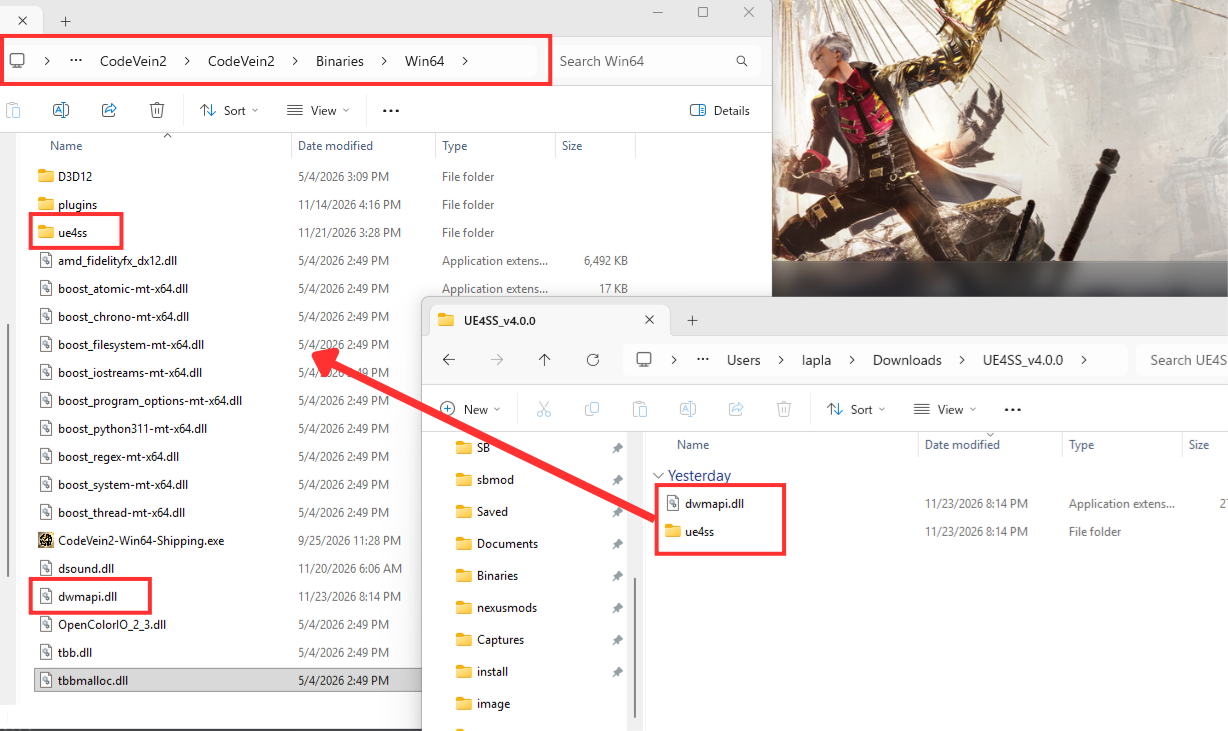 CodeVein2 > CodeVein2 > Binaries > Win64 >
Search Win64
Sort
View
Details
Name Date modified Type Size
D3D12 5/4/2026 3:09 PM File folder
plugins 11/14/2026 4:16 PM File folder
ue4ss 11/21/2026 3:28 PM File folder
amd_fidelityfx_dx12.dll 5/4/2026 2:49 PM Application extens... 6,492 KB
boost_atomic-mt-x64.dll 5/4/2026 2:49 PM Application extens... 17 KB
boost_chrono-mt-x64.dll 5/4/2026 2:49 PM
boost_filesystem-mt-x64.dll 5/4/2026 2:49 PM
boost_iostreams-mt-x64.dll 5/4/2026 2:49 PM
boost_program_options-mt-x64.dll 5/4/2026 2:49 PM
boost_python311-mt-x64.dll 5/4/2026 2:49 PM
boost_regex-mt-x64.dll 5/4/2026 2:49 PM
boost_system-mt-x64.dll 5/4/2026 2:49 PM
boost_thread-mt-x64.dll 5/4/2026 2:49 PM
CodeVein2-Win64-Shipping.exe 9/25/2026 11:28 PM
dsound.dll 11/20/2026 6:06 AM
dwmapi.dll 11/23/2026 8:14 PM
OpenColorIO_2_3.dll 5/4/2026 2:49 PM
tbb.dll 5/4/2026 2:49 PM
tbbmalloc.dll 5/4/2026 2:49 PM
UE4SS_v4.0.0
Users > lapla > Downloads > UE4SS_v4.0.0 >
Search UE4S
New
Sort
View
Name Date modified Type Size
SB
sbmod
Saved
Documents
Binaries
nexusmods
Captures
install
image
Yesterday
dwmapi.dll 11/23/2026 8:14 PM Application extens... 2
ue4ss 11/23/2026 8:14 PM File folder